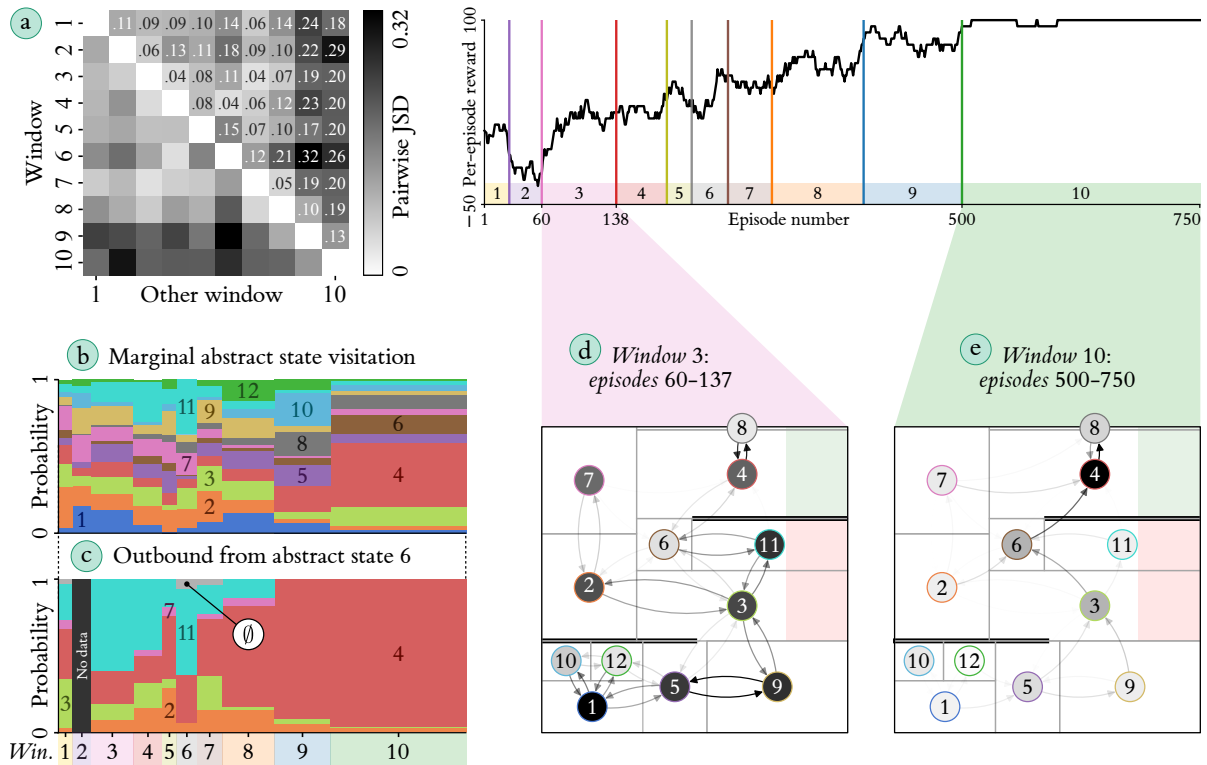 a
Window
1 2 3 4 5 6 7 8 9 10
.11 .09 .09 .10 .14 .06 .14 .24 .18
.06 .13 .11 .18 .09 .10 .22 .29
.04 .08 .11 .04 .07 .19 .20
.08 .04 .06 .12 .23 .20
.15 .07 .10 .17 .20
.12 .21 .32 .26
.05 .19 .20
.10 .19
.13
1 Other window 10
0 Pairwise JSD 0.32
−50 Per-episode reward 100
1 2 3 4 5 6 7 8 9 10
1 60 138 Episode number 500 750
b Marginal abstract state visitation
0 Probability 1
1 11 7 9 3 2 12 10 8 5 6 4
c Outbound from abstract state 6
0 Probability 1
3 No data 7 2 11 ∅ 4
Win. 1 2 3 4 5 6 7 8 9 10
d Window 3:
episodes 60–137
8
7 4
6 11
2 3
10 12
1 5 9
e Window 10:
episodes 500–750
8
7 4
6 11
2 3
10 12
1 5 9